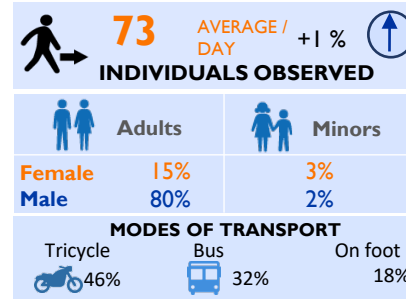 73 AVERAGE / DAY +1 %
INDIVIDUALS OBSERVED
Adults Minors
Female 15% 3%
Male 80% 2%
MODES OF TRANSPORT
Tricycle Bus On foot
46% 32% 18%